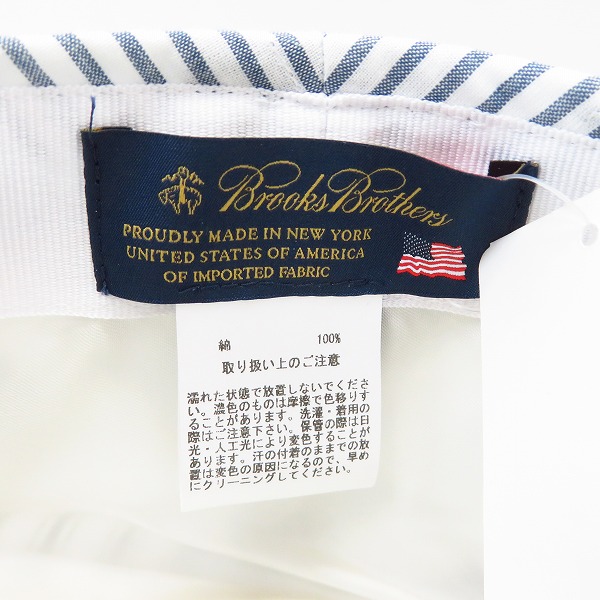 Brooks Brothers
PROUDLY MADE IN NEW YORK
UNITED STATES OF AMERICA
OF IMPORTED FABRIC
綿 100%
取り扱い上のご注意
濡れた状態で放置しないでくださ
い。濃色のものは摩擦で色移りす
ることがあります。洗濯・着用の
際はご注意下さい。保管の際は日
光・人工光により変色することが
あります。汗の付着のままでの放
置は変色の原因になるので、早め
にクリーニングしてください。